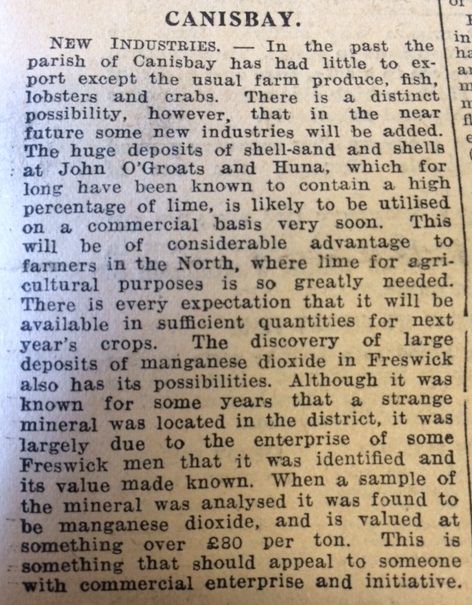 CANISBAY.
NEW INDUSTRIES. — In the past the
parish of Canisbay has had little to ex-
port except the usual farm produce, fish,
lobsters and crabs. There is a distinct
possibility, however, that in the near
future some new industries will be added.
The huge deposits of shell-sand and shells
at John O'Groats and Huna, which for
long have been known to contain a high
percentage of lime, is likely to be utilised
on a commercial basis very soon. This
will be of considerable advantage to
farmers in the North, where lime for agri-
cultural purposes is so greatly needed.
There is every expectation that it will be
available in sufficient quantities for next
year's crops. The discovery of large
deposits of manganese dioxide in Freswick
also has its possibilities. Although it was
known for some years that a strange
mineral was located in the district, it was
largely due to the enterprise of some
Freswick men that it was identified and
its value made known. When a sample of
the mineral was analysed it was found to
be manganese dioxide, and is valued at
something over £80 per ton. This is
something that should appeal to someone
with commercial enterprise and initiative.